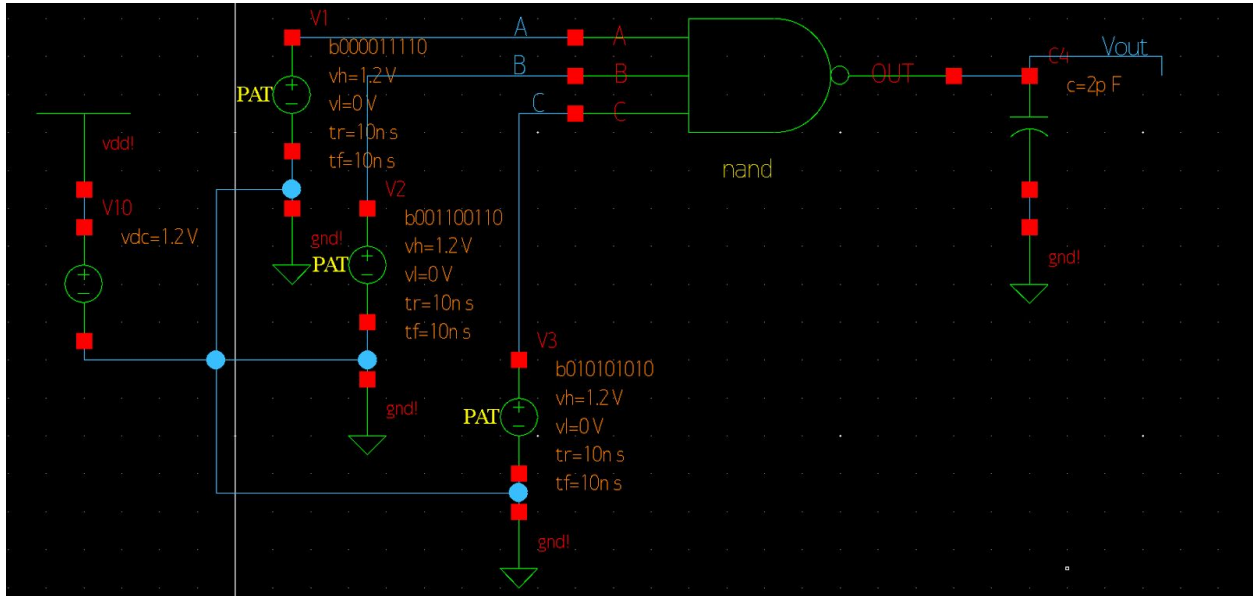 V1
A
A
b000011110
vh=1.2 V
vl=0 V
tr=10n s
tf=10n s
PAT
B
B
C
C
OUT
nand
C4
Vout
c=2p F
gnd!
vdd!
V10
vdc=1.2 V
gnd!
V2
b001100110
vh=1.2 V
vl=0 V
tr=10n s
tf=10n s
PAT
gnd!
V3
b010101010
vh=1.2 V
vl=0 V
tr=10n s
tf=10n s
PAT
gnd!